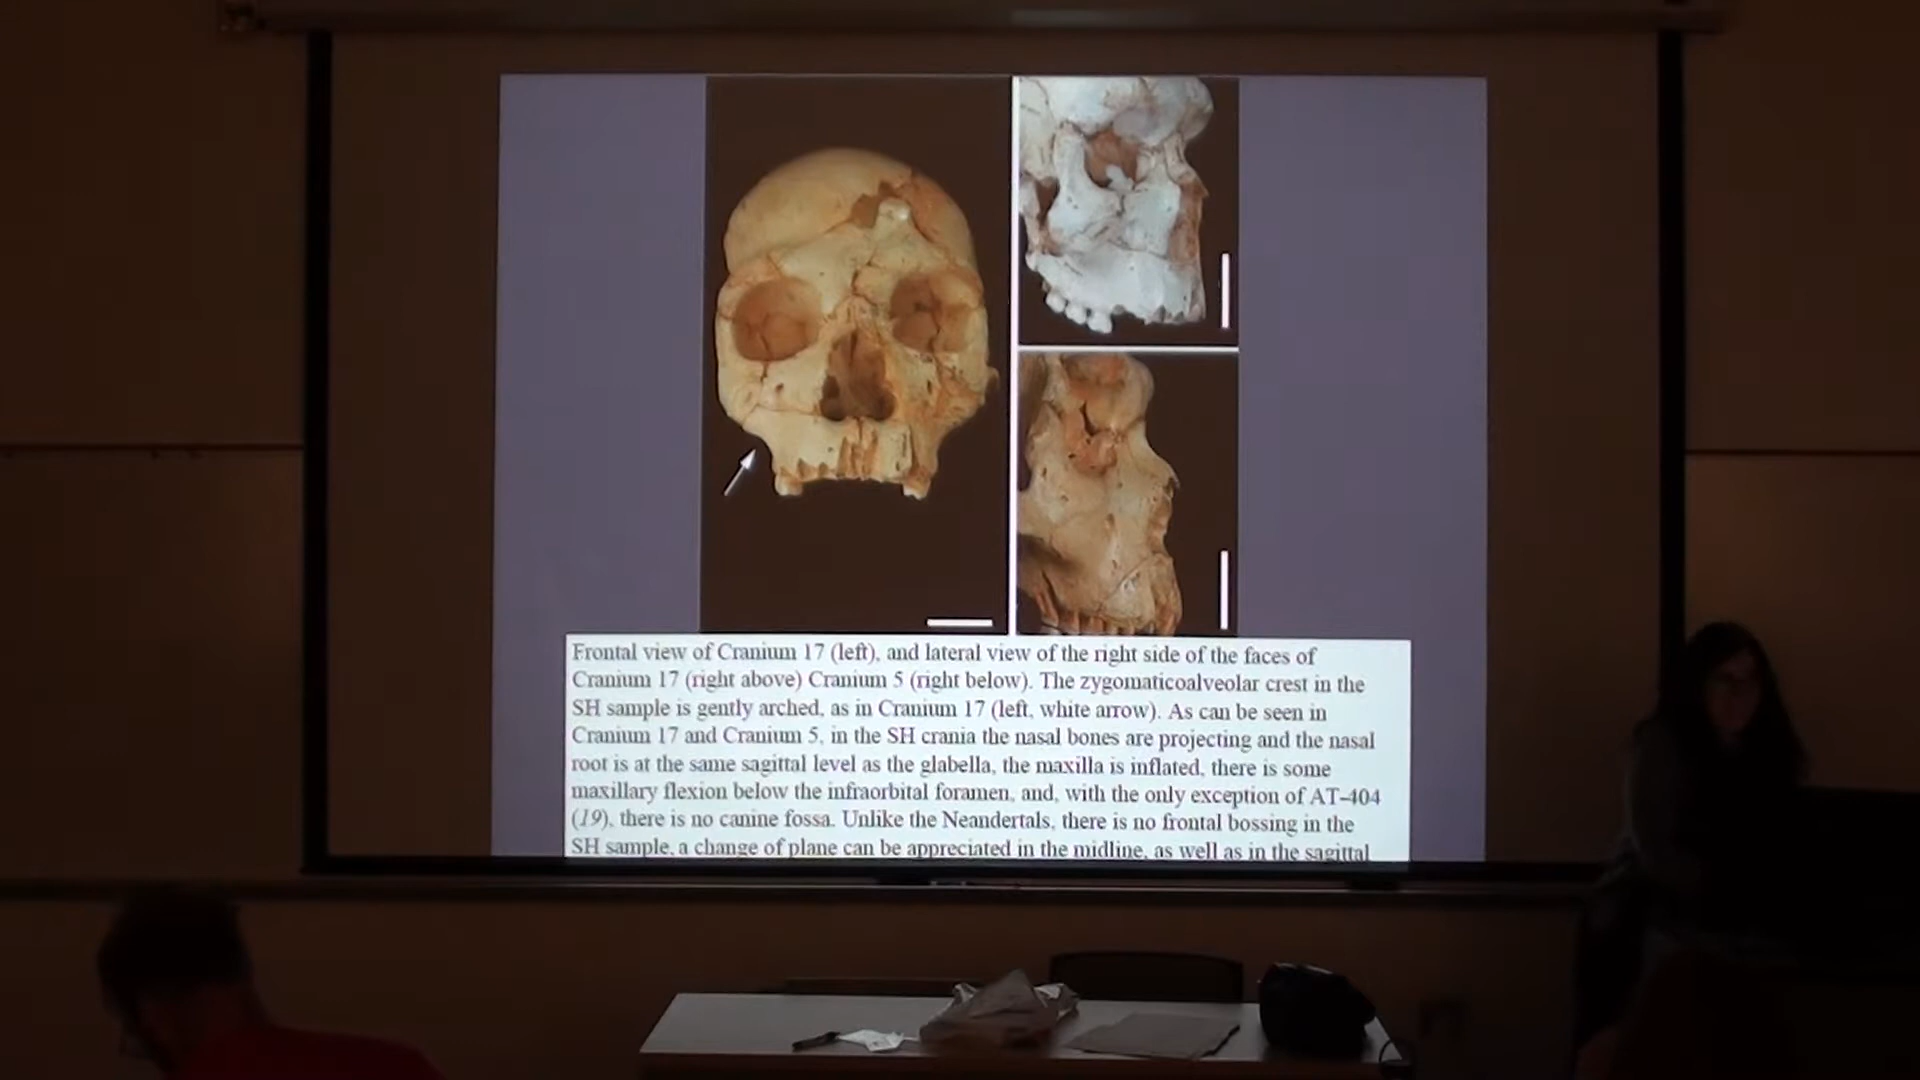 Frontal view of Cranium 17 (left), and lateral view of the right side of the faces of
Cranium 17 (right above) Cranium 5 (right below). The zygomaticoalveolar crest in the
SH sample is gently arched, as in Cranium 17 (left, white arrow). As can be seen in
Cranium 17 and Cranium 5, in the SH crania the nasal bones are projecting and the nasal
root is at the same sagittal level as the glabella, the maxilla is inflated, there is some
maxillary flexion below the infraorbital foramen, and, with the only exception of AT-404
(19), there is no canine fossa. Unlike the Neandertals, there is no frontal bossing in the
SH sample, a change of plane can be appreciated in the midline, as well as in the sagittal